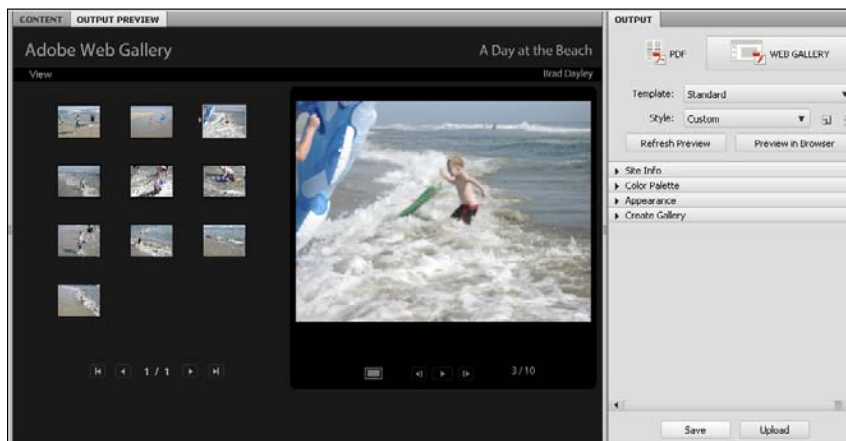 CONTENT OUTPUT PREVIEW
Adobe Web Gallery
A Day at the Beach
View
Brad Dayley
1 / 1
3/10
OUTPUT
PDF
WEB GALLERY
Template: Standard
Style: Custom
Refresh Preview
Preview in Browser
Site Info
Color Palette
Appearance
Create Gallery
Save
Upload